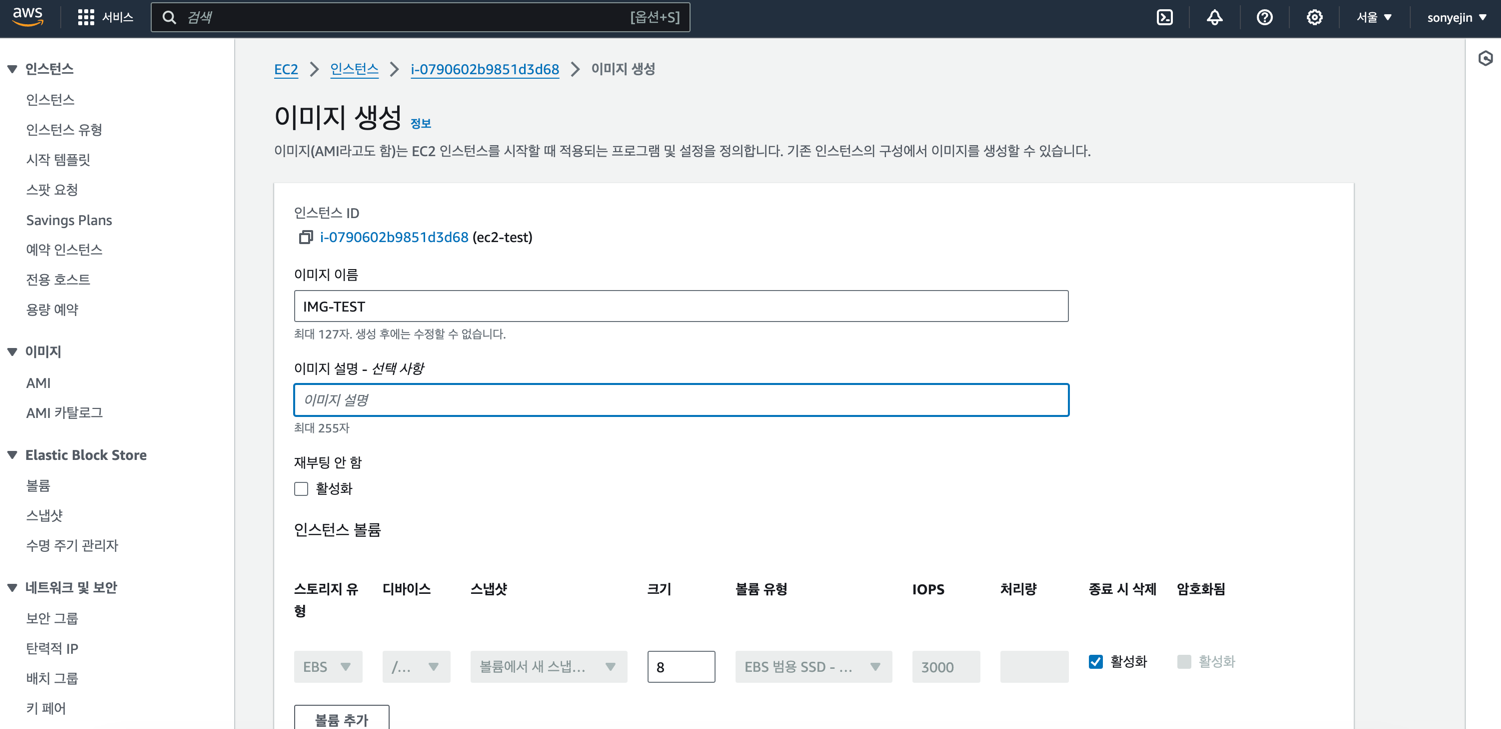 aws
서비스
검색
[옵션+S]
서울
sonyejin
인스턴스
인스턴스
인스턴스 유형
시작 템플릿
스팟 요청
Savings Plans
예약 인스턴스
전용 호스트
용량 예약
이미지
AMI
AMI 카탈로그
Elastic Block Store
볼륨
스냅샷
수명 주기 관리자
네트워크 및 보안
보안 그룹
탄력적 IP
배치 그룹
키 페어
EC2 인스턴스 i-0790602b9851d3d68 이미지 생성
이미지 생성 정보
이미지(AMI라고도 함)는 EC2 인스턴스를 시작할 때 적용되는 프로그램 및 설정을 정의합니다. 기존 인스턴스의 구성에서 이미지를 생성할 수 있습니다.
인스턴스 ID
i-0790602b9851d3d68 (ec2-test)
이미지 이름
IMG-TEST
최대 127자. 생성 후에는 수정할 수 없습니다.
이미지 설명 - 선택 사항
이미지 설명
최대 255자
재부팅 안 함
활성화
인스턴스 볼륨
스토리지 유형 디바이스 스냅샷 크기 볼륨 유형 IOPS 처리량 종료 시 삭제 암호화됨
EBS /... 볼륨에서 새 스냅... 8 EBS 범용 SSD - ... 3000 활성화 활성화
볼륨 추가